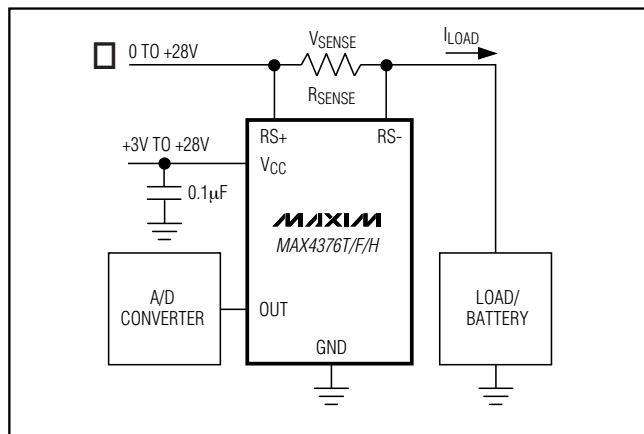 0 TO +28V
VSENSE
ILOAD
RSENSE
RS+
RS-
+3V TO +28V
VCC
0.1µF
MAXIM
MAX4376T/F/H
A/D
CONVERTER
OUT
LOAD/
BATTERY
GND